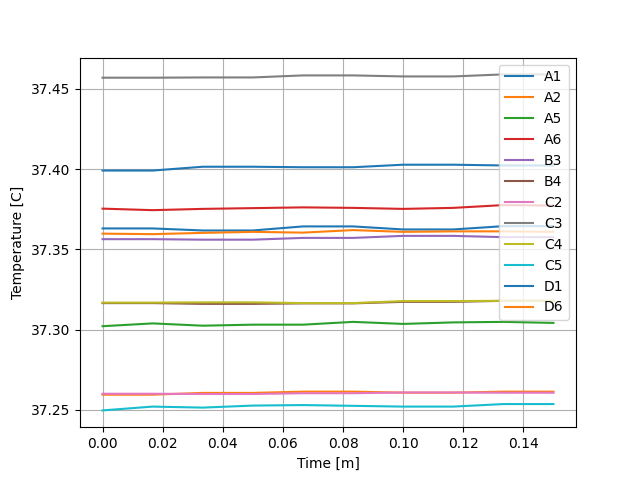 37.45
37.40
37.35
37.30
37.25
Temperature [C]
0.00 0.02 0.04 0.06 0.08 0.10 0.12 0.14
Time [m]
A1
A2
A5
A6
B3
B4
C2
C3
C4
C5
D1
D6